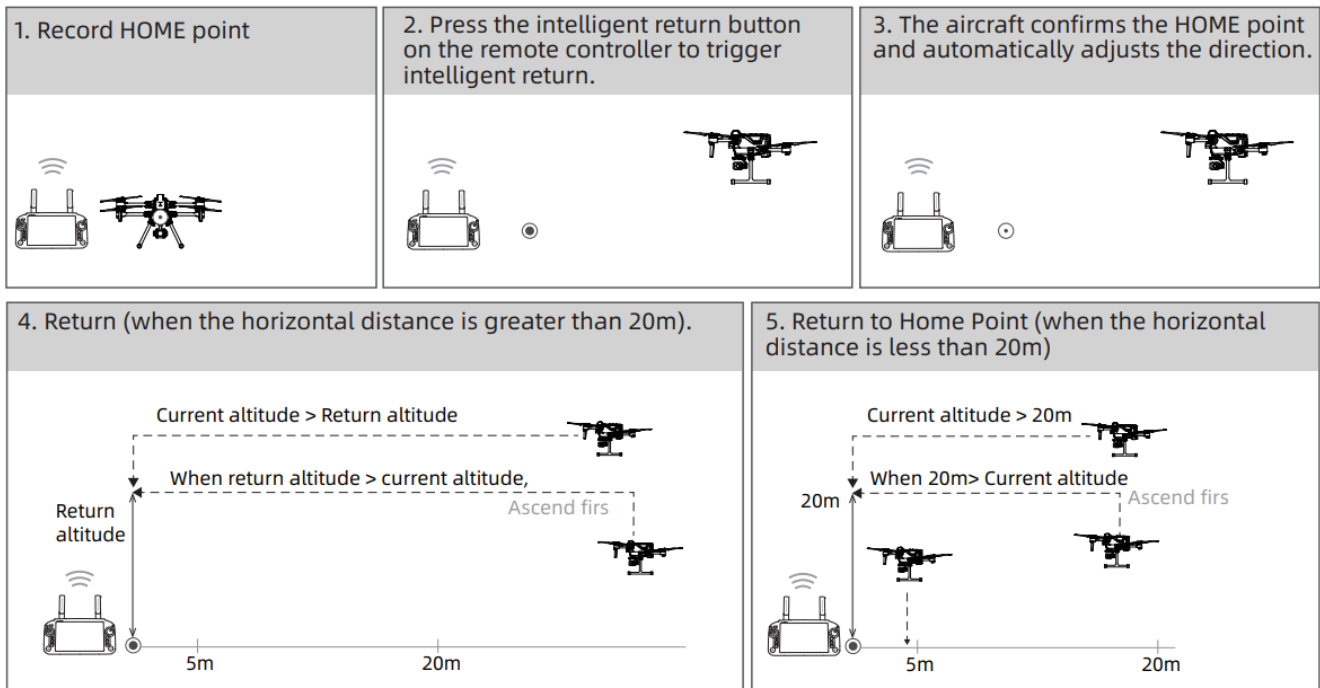 1. Record HOME point
2. Press the intelligent return button
on the remote controller to trigger
intelligent return.
3. The aircraft confirms the HOME point
and automatically adjusts the direction.
4. Return (when the horizontal distance is greater than 20m).
Current altitude > Return altitude
When return altitude > current altitude,
Ascend firs
Return
altitude
5m
20m
5. Return to Home Point (when the horizontal
distance is less than 20m)
Current altitude > 20m
When 20m> Current altitude
Ascend firs
20m
5m
20m